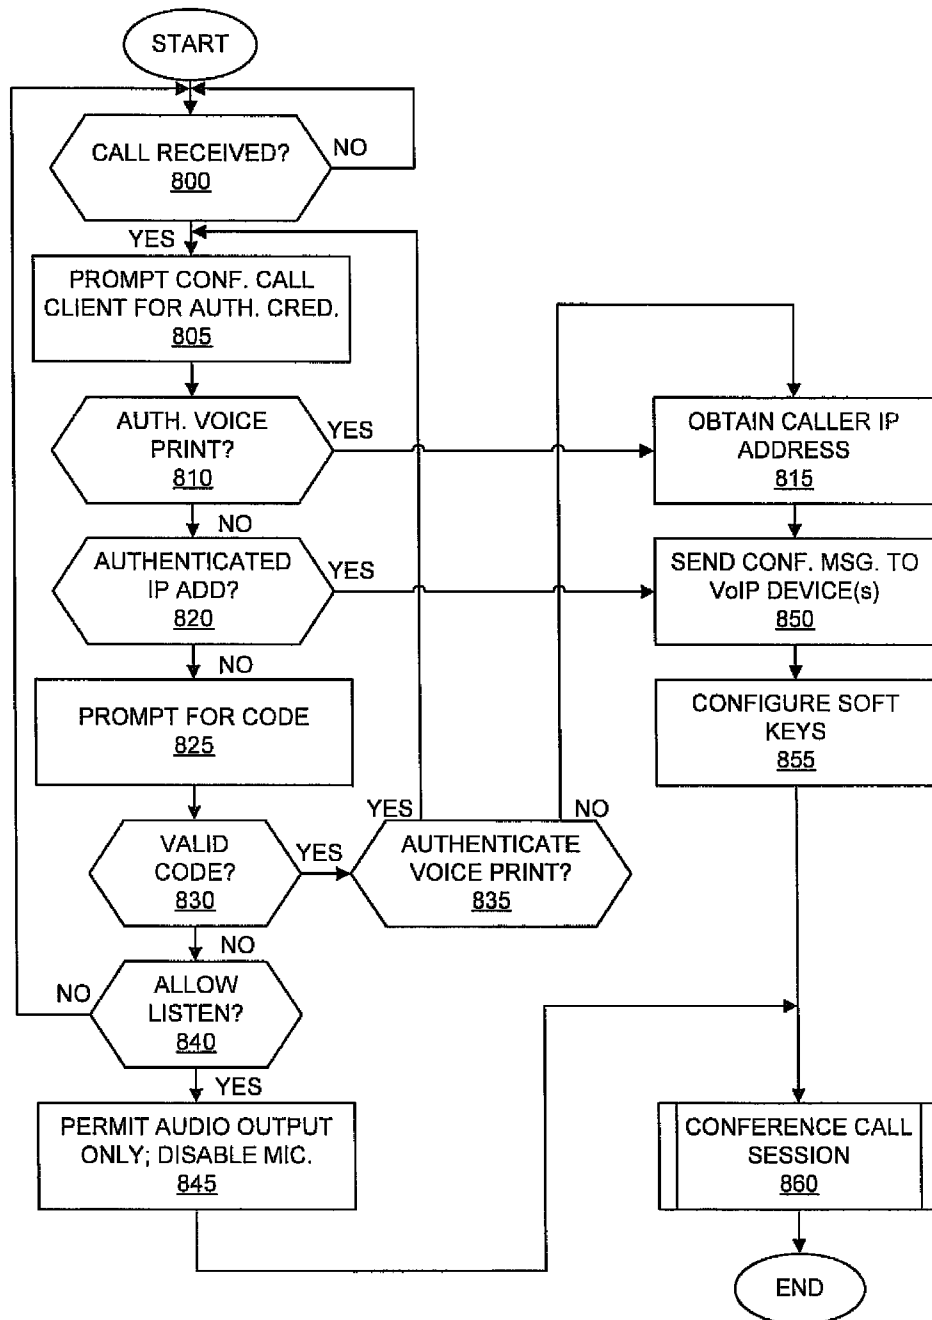 START
CALL RECEIVED?
800
NO
YES
PROMPT CONF. CALL
CLIENT FOR AUTH. CRED.
805
AUTH. VOICE
PRINT?
810
YES
NO
OBTAIN CALLER IP
ADDRESS
815
AUTHENTICATED
IP ADD?
820
YES
NO
SEND CONF. MSG. TO
VoIP DEVICE(s)
850
PROMPT FOR CODE
825
CONFIGURE SOFT
KEYS
855
VALID
CODE?
830
YES
NO
YES
NO
AUTHENTICATE
VOICE PRINT?
835
ALLOW
LISTEN?
840
NO
YES
PERMIT AUDIO OUTPUT
ONLY; DISABLE MIC.
845
CONFERENCE CALL
SESSION
860
END